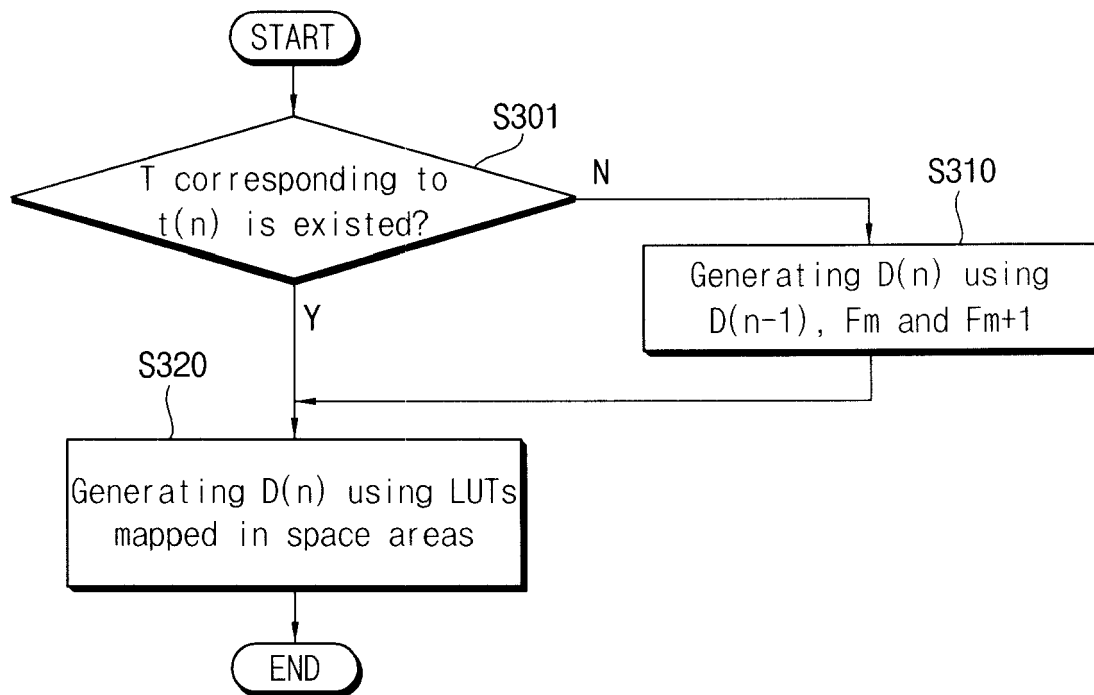 START
S301
T corresponding to
t(n) is existed?
N
S310
Generating D(n) using
D(n-1), Fm and Fm+1
Y
S320
Generating D(n) using LUTs
mapped in space areas
END